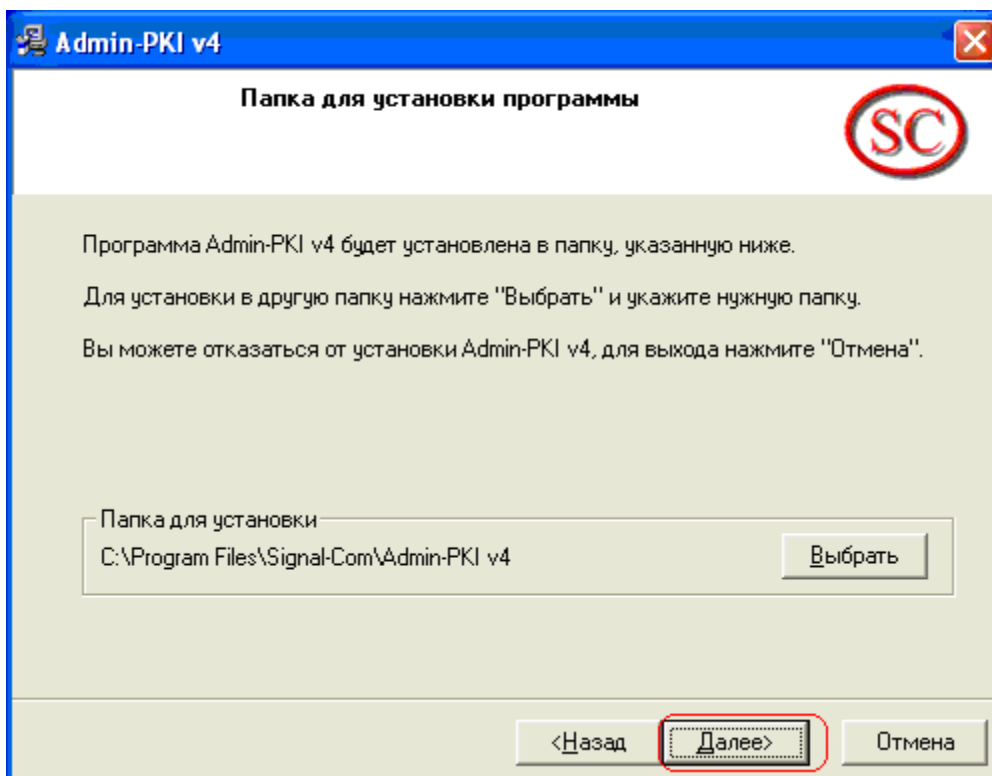 Admin-PKI v4
Папка для установки программы
SC
Программа Admin-PKI v4 будет установлена в папку, указанную ниже.
Для установки в другую папку нажмите "Выбрать" и укажите нужную папку.
Вы можете отказаться от установки Admin-PKI v4, для выхода нажмите "Отмена".
Папка для установки
C:\Program Files\Signal-Com\Admin-PKI v4
Выбрать
<Назад
Далее>
Отмена